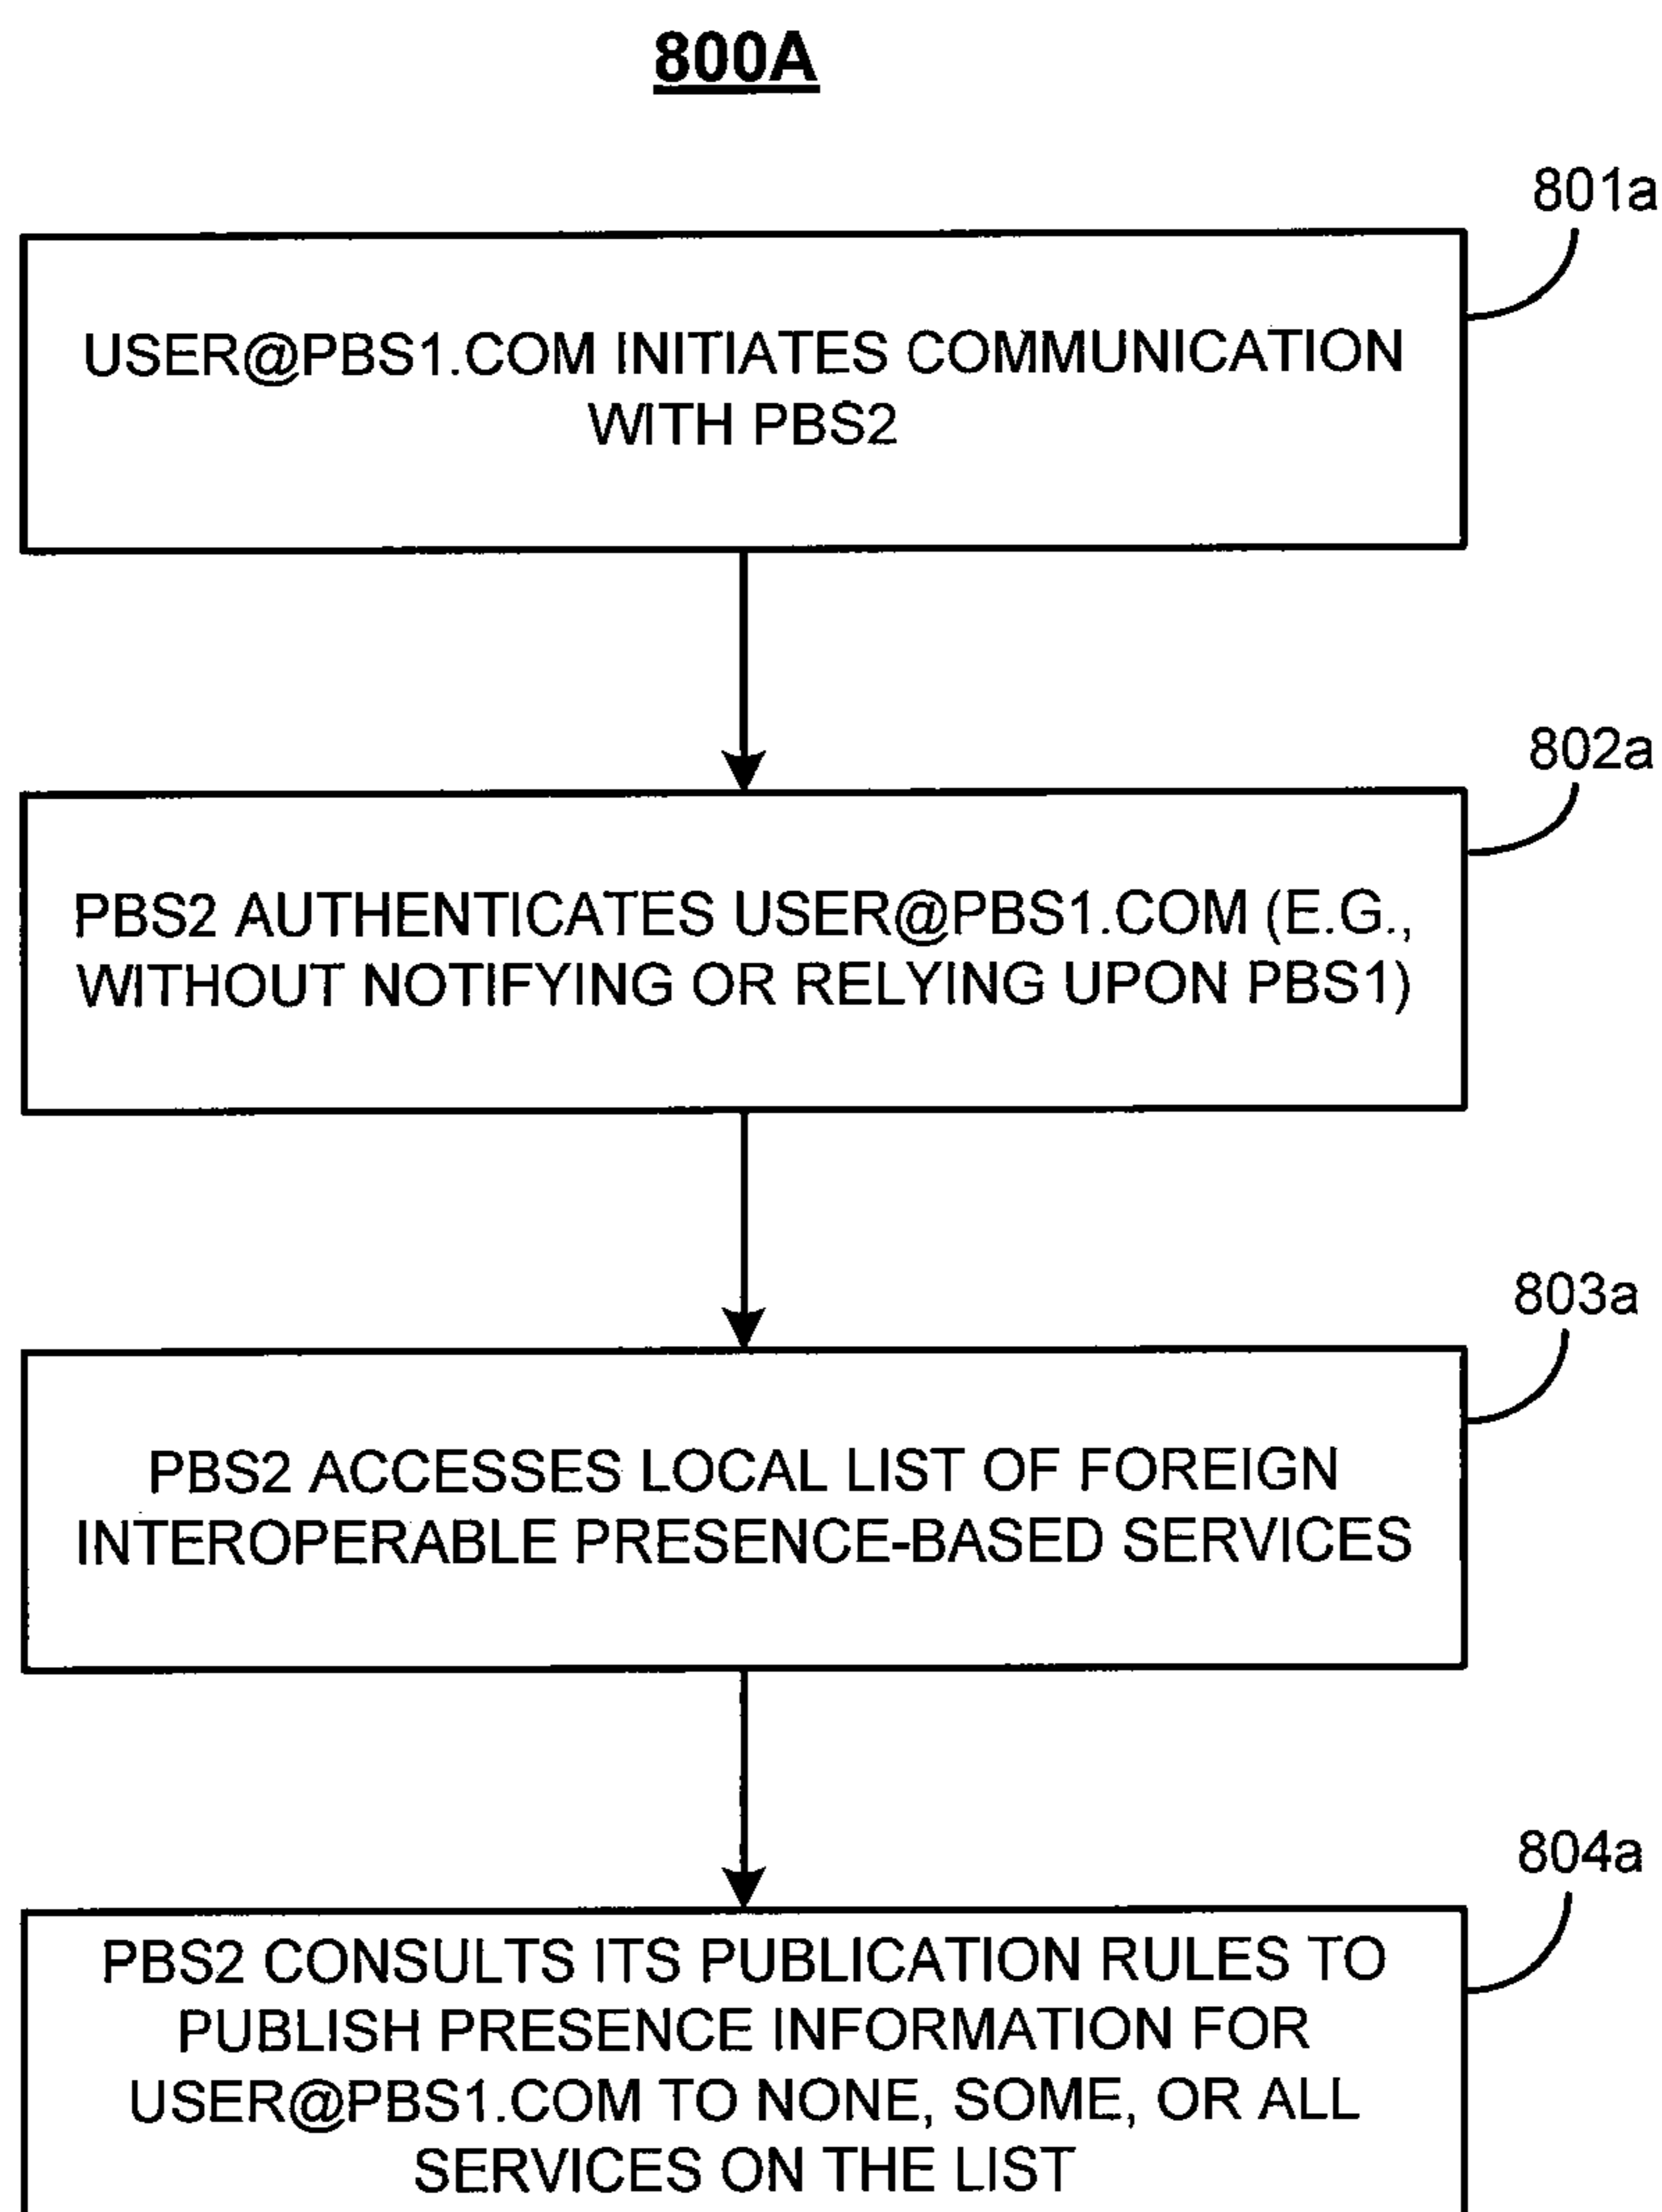 800A
801a
USER@PBS1.COM INITIATES COMMUNICATION
WITH PBS2
802a
PBS2 AUTHENTICATES USER@PBS1.COM (E.G.,
WITHOUT NOTIFYING OR RELYING UPON PBS1)
803a
PBS2 ACCESSES LOCAL LIST OF FOREIGN
INTEROPERABLE PRESENCE-BASED SERVICES
804a
PBS2 CONSULTS ITS PUBLICATION RULES TO
PUBLISH PRESENCE INFORMATION FOR
USER@PBS1.COM TO NONE, SOME, OR ALL
SERVICES ON THE LIST